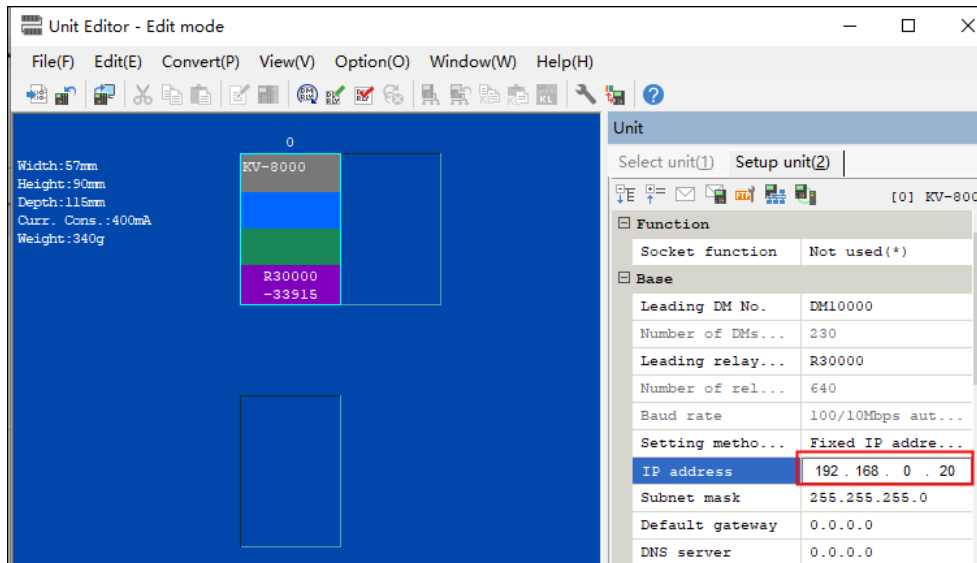 Unit Editor - Edit mode
File(F) Edit(E) Convert(P) View(V) Option(O) Window(W) Help(H)
0
KV-8000
R30000
-33915
Width:57mm
Height:90mm
Depth:115mm
Curr. Cons.:400mA
Weight:340g
Unit
Select unit(1) Setup unit(2)
[0] KV-800
Function
Socket function Not used(*)
Base
Leading DM No. DM10000
Number of DMs... 230
Leading relay... R30000
Number of rel... 640
Baud rate 100/10Mbps aut...
Setting metho... Fixed IP addre...
IP address 192 . 168 . 0 . 20
Subnet mask 255.255.255.0
Default gateway 0.0.0.0
DNS server 0.0.0.0